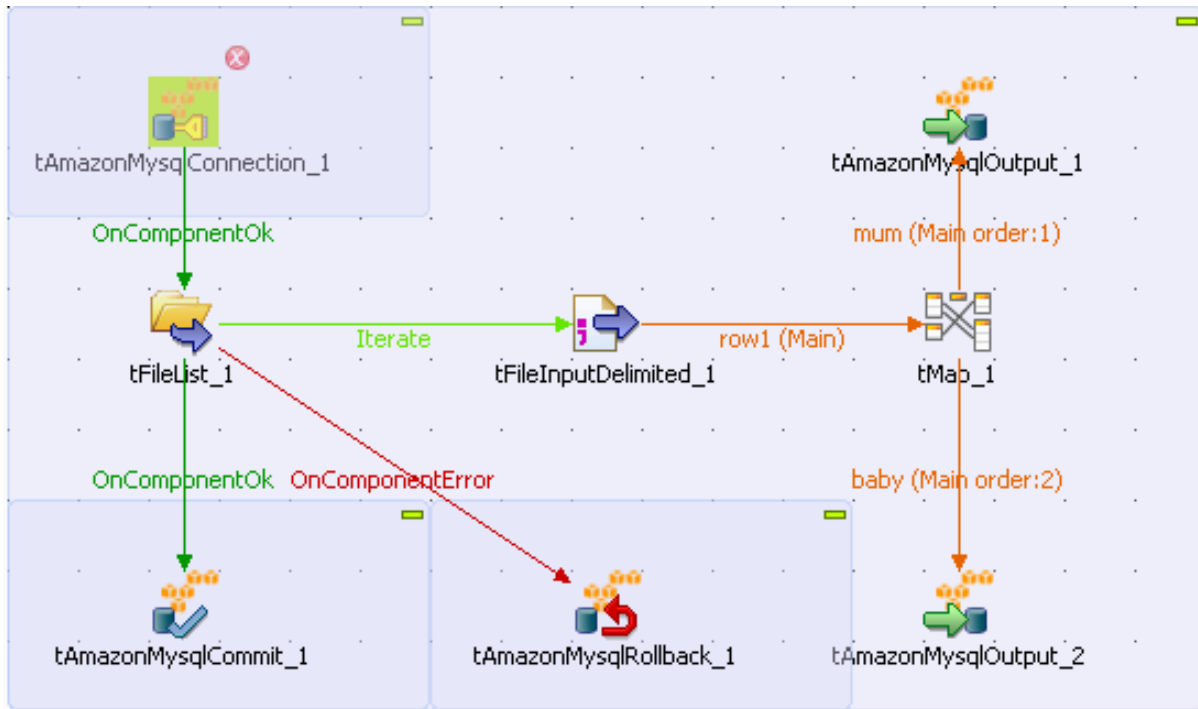 tAmazonMysqlConnection_1
tAmazonMysqlOutput_1
OnComponentOk
mum (Main order:1)
Iterate
row1 (Main)
tFileList_1
tFileInputDelimited_1
tMap_1
OnComponentOk
OnComponentError
baby (Main order:2)
tAmazonMysqlCommit_1
tAmazonMysqlRollback_1
tAmazonMysqlOutput_2